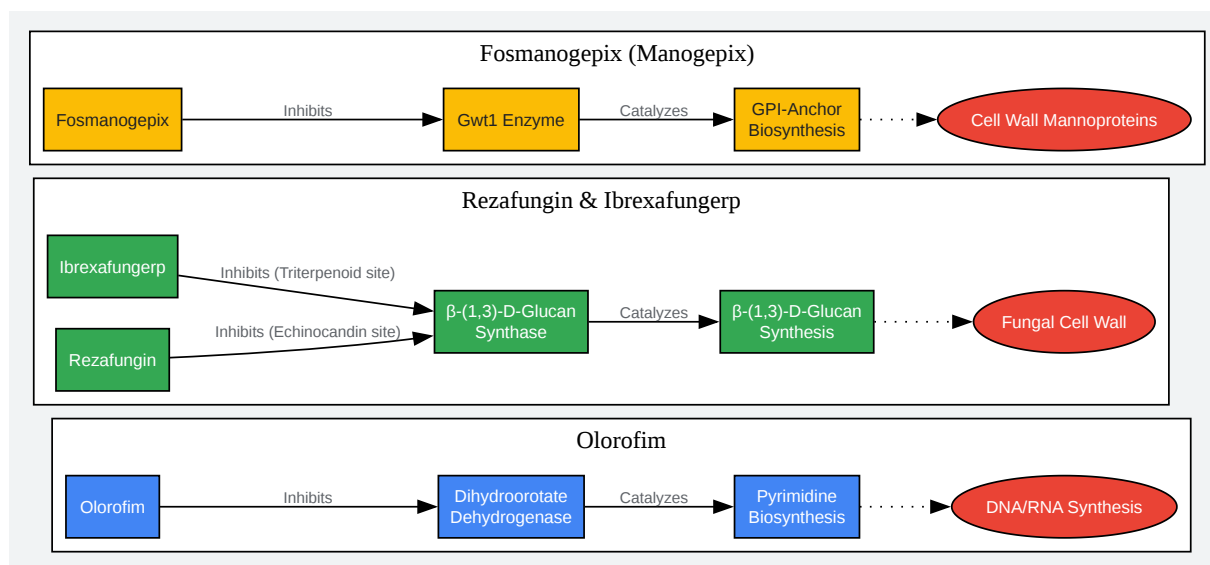 Fosmanogepix (Manogepix)
Fosmanogepix
Inhibits
Gwt1 Enzyme
Catalyzes
GPI-Anchor
Biosynthesis
Cell Wall Mannoproteins
Rezafungin & Ibrexafungerp
Ibrexafungerp
Inhibits (Triterpenoid site)
Rezafungin
Inhibits (Echinocandin site)
β-(1,3)-D-Glucan
Synthase
Catalyzes
β-(1,3)-D-Glucan
Synthesis
Fungal Cell Wall
Olorofim
Olorofim
Inhibits
Dihydroorotate
Dehydrogenase
Catalyzes
Pyrimidine
Biosynthesis
DNA/RNA Synthesis